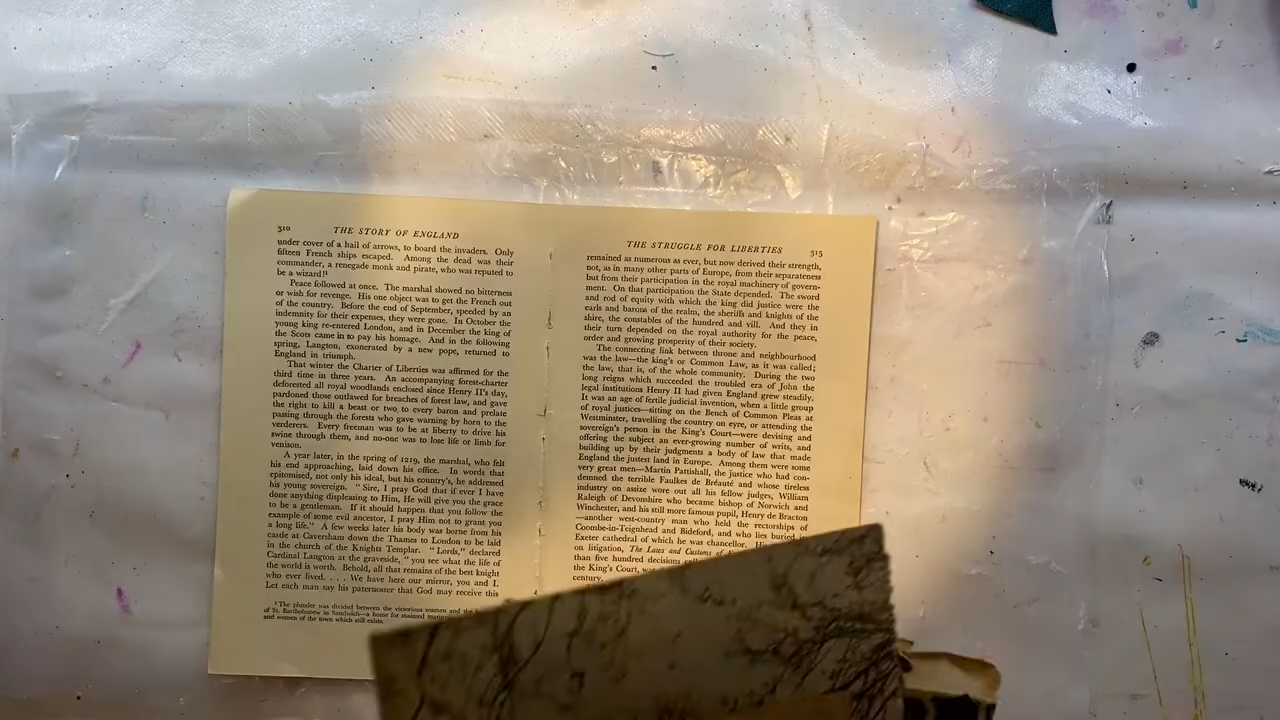 310 THE STORY OF ENGLAND
under cover of a hail of arrows, to board the invaders. Only
fifteen French ships escaped. Among the dead was their
commander, a renegade monk and pirate, who was reputed to
be a wizard!¹
Peace followed at once. The marshal showed no bitterness
or wish for revenge. His one object was to get the French out
of the country. Before the end of September, speeded by an
indemnity for their expenses, they were gone. In October the
young king re-entered London, and in December the king of
the Scots came in to pay his homage. And in the following
spring, Langton, exonerated by a new pope, returned to
England in triumph.
That winter the Charter of Liberties was affirmed for the
third time in three years. An accompanying forest-charter
deforested all royal woodlands enclosed since Henry II's day,
pardoned those outlawed for breaches of forest law, and gave
the right to kill a beast or two to every baron and prelate
passing through the forests who gave warning by horn to the
verderers. Every freeman was to be at liberty to drive his
swine through them, and no-one was to lose life or limb for
venison.
A year later, in the spring of 1219, the marshal, who felt
his end approaching, laid down his office. In words that
epitomised, not only his ideal, but his country's, he addressed
his young sovereign. "Sire, I pray God that if ever I have
done anything displeasing to Him, He will give you the grace
to be a gentleman. If it should happen that you follow the
example of some evil ancestor, I pray Him not to grant you
a long life." A few weeks later his body was borne from his
castle at Caversham down the Thames to London to be laid
in the church of the Knights Templar. "Lords," declared
Cardinal Langton at the graveside, "you see what the life of
the world is worth. Behold, all that remains of the best knight
who ever lived. . . . We have here our mirror, you and I.
Let each man say his paternoster that God may receive this
¹ The plunder was divided between the victorious seamen and the
of St. Bartholomew in Sandwich—a home for maimed
and women of the town which still exists.
THE STRUGGLE FOR LIBERTIES 315
remained as numerous as ever, but now derived their strength,
not, as in many other parts of Europe, from their separateness
but from their participation in the royal machinery of govern-
ment. On that participation the State depended. The sword
and rod of equity with which the king did justice were the
earls and barons of the realm, the sheriffs and knights of the
shire, the constables of the hundred and vill. And they in
their turn depended on the royal authority for the peace,
order and growing prosperity of their society.
The connecting link between throne and neighbourhood
was the law—the king's or Common Law, as it was called;
the law, that is, of the whole community. During the two
long reigns which succeeded the troubled era of John the
legal institutions Henry II had given England grew steadily.
It was an age of fertile judicial invention, when a little group
of royal justices—sitting on the Bench of Common Pleas at
Westminster, travelling the country on eyre, or attending the
sovereign's person in the King's Court—were devising and
offering the subject an ever-growing number of writs, and
building up by their judgments a body of law that made
England the justest land in Europe. Among them were some
very great men—Martin Pattishall, the justice who had con-
demned the terrible Faulkes de Bréauté and whose tireless
industry on assize wore out all his fellow judges, William
Raleigh of Devonshire who became bishop of Norwich and
Winchester, and his still more famous pupil, Henry de Bracton
—another west-country man who held the rectorships of
Coombe-in-Teignhead and Bideford, and who lies buried in
Exeter cathedral of which he was chancellor.
on litigation, The Laws and Customs of
than five hundred decisions
the King's Court, was
century.